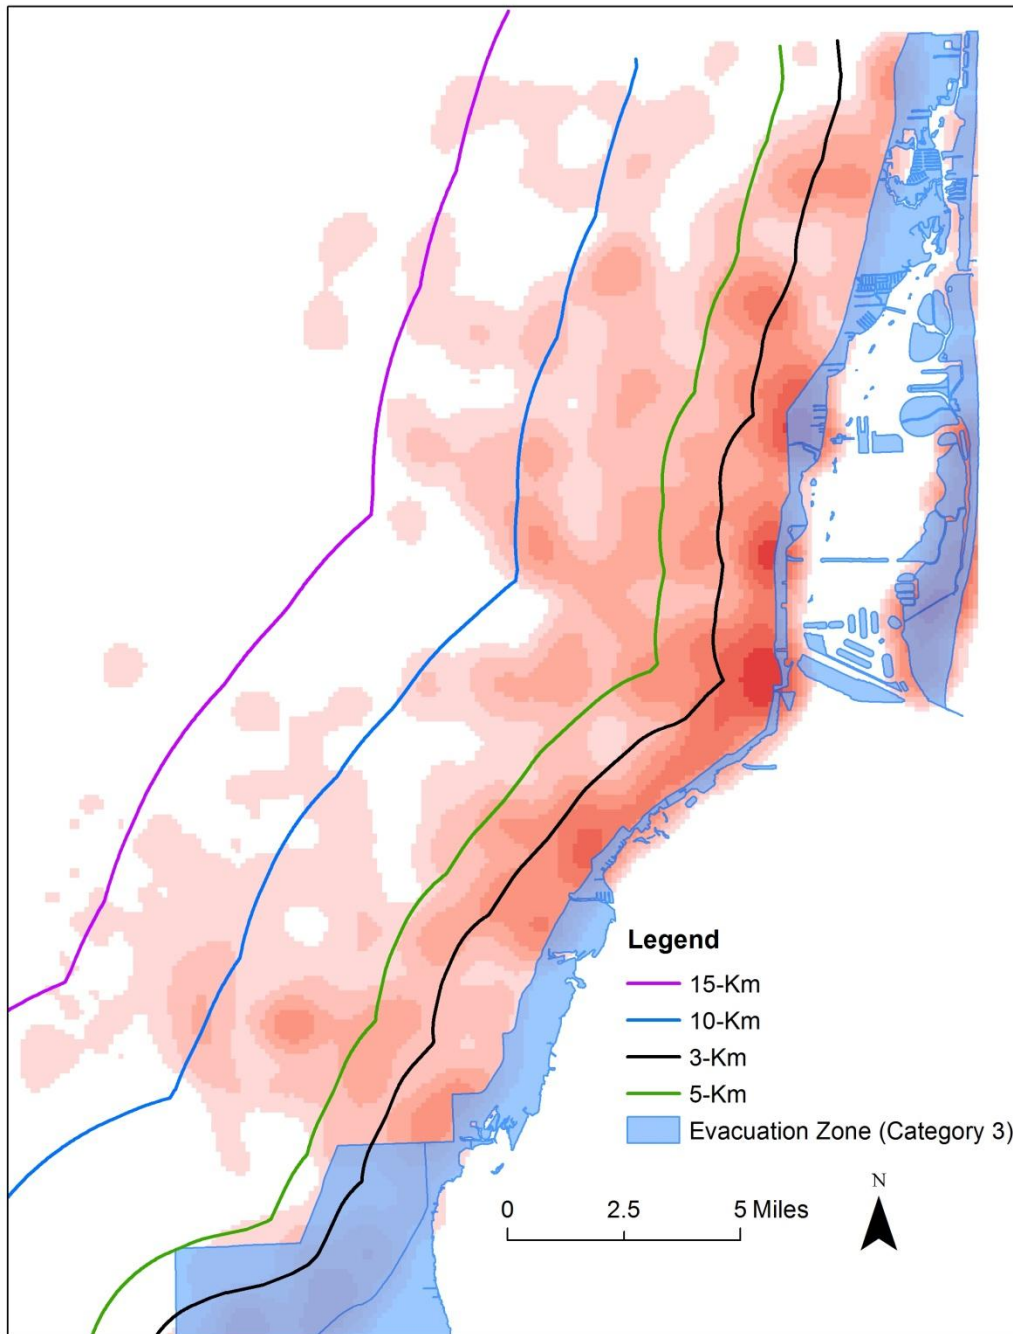 Legend
15-Km
10-Km
3-Km
5-Km
Evacuation Zone (Category 3)
N
0 2.5 5 Miles